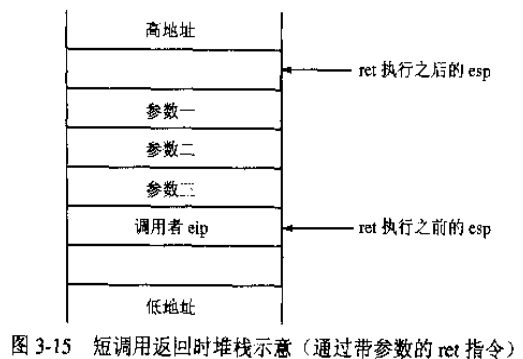 高地址
ret 执行之后的 esp
参数一
参数二
参数三
调用者 eip
ret 执行之前的 esp
低地址
图 3-15 短调用返回时堆栈示意（通过带参数的 ret 指令）